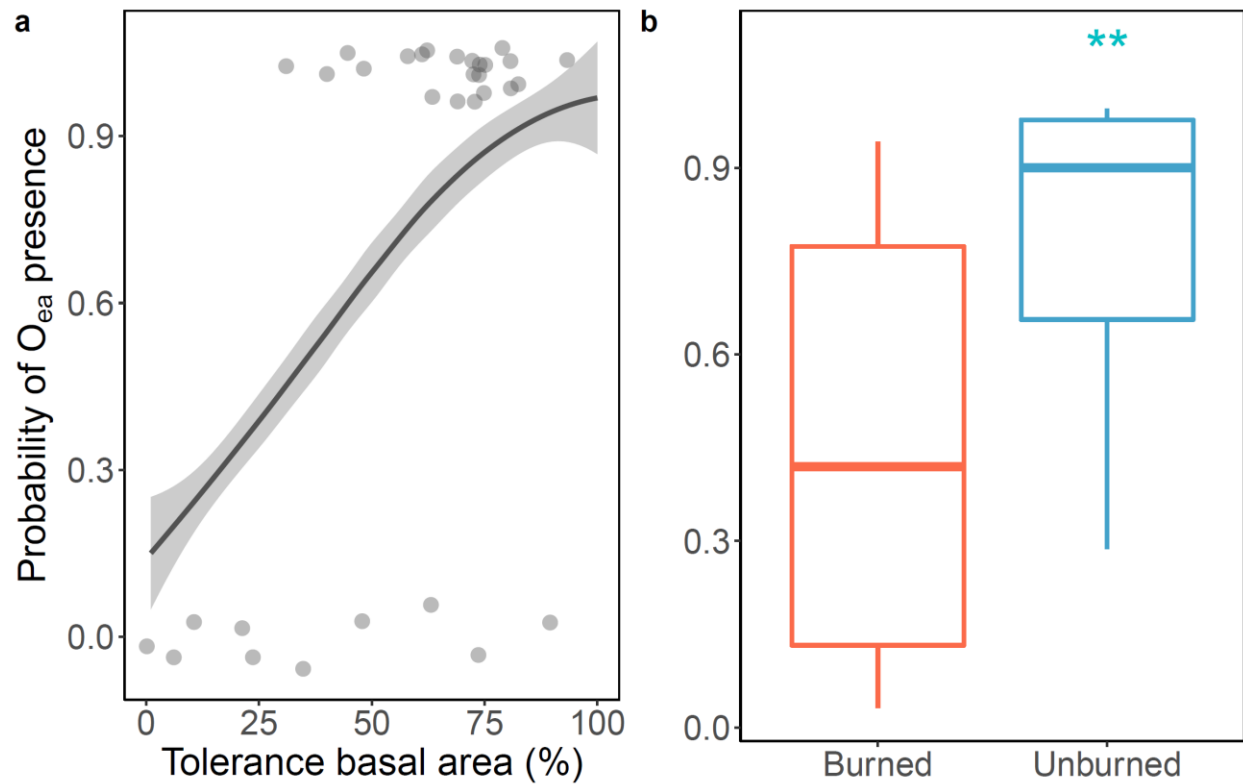 a
Probability of Oea presence
0.9
0.6
0.3
0.0
0
25
50
75
100
Tolerance basal area (%)
b
**
0.9
0.6
0.3
0.0
Burned
Unburned